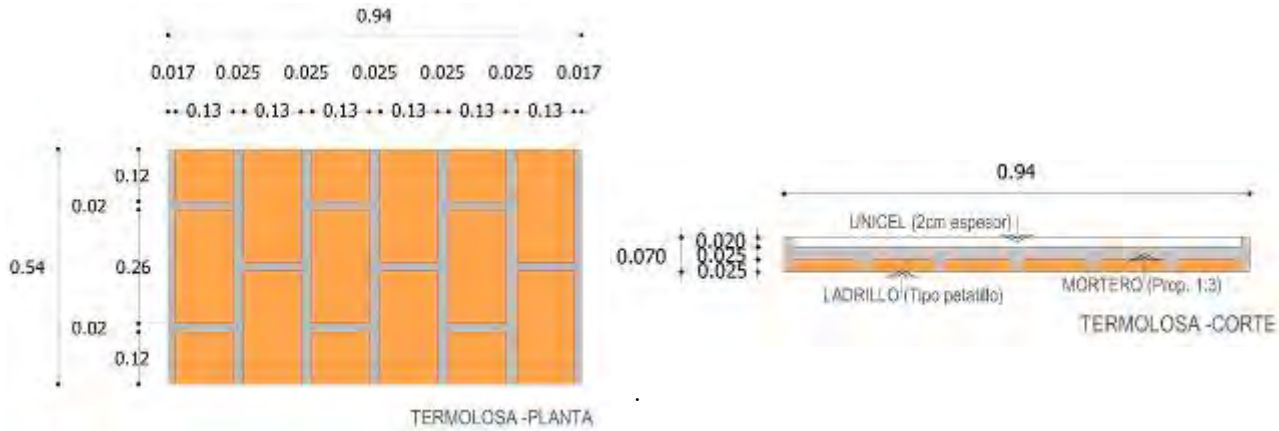 0.94
0.017 0.025 0.025 0.025 0.025 0.025 0.017
0.13 0.13 0.13 0.13 0.13 0.13
0.12
0.02
0.54
0.26
0.02
0.12
TERMOLOSA -PLANTA
0.94
UNICEL (2cm espesor)
0.070
0.020
0.025
0.025
LADRILLO (Tipo petatillo)
MORTERO (Prop. 1:3)
TERMOLOSA -CORTE